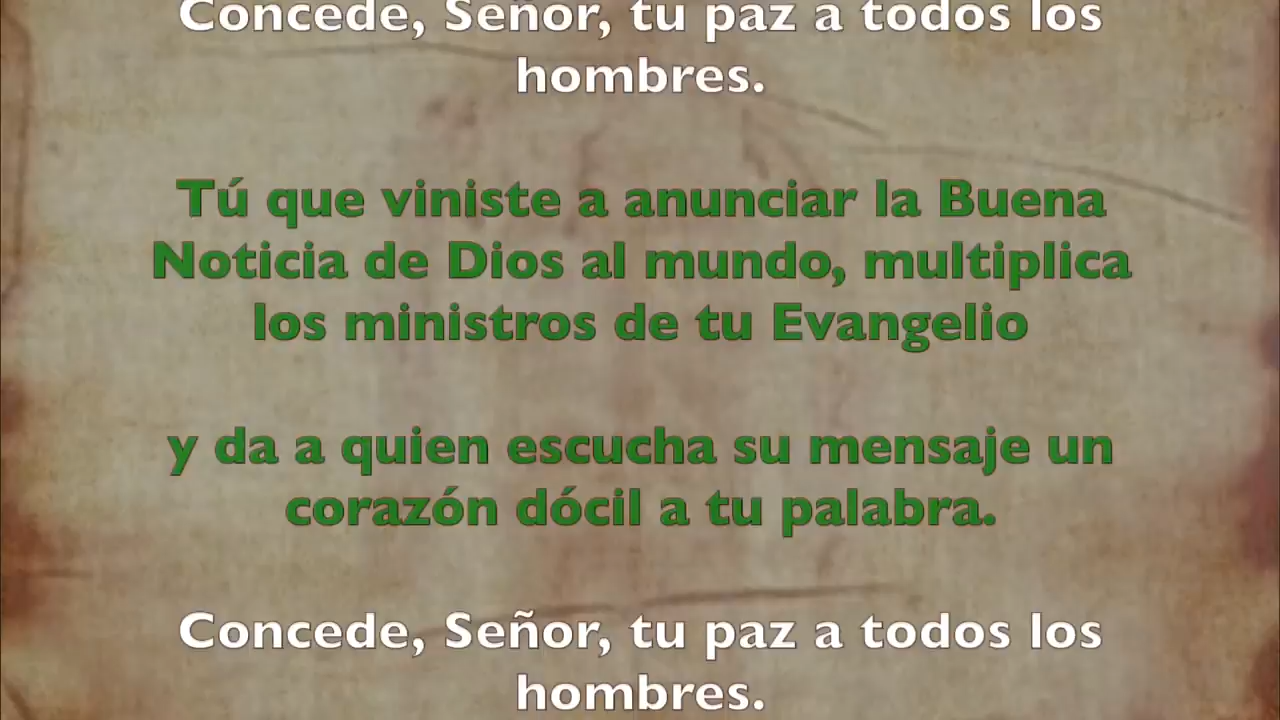 Concede, Señor, tu paz a todos los
hombres.
Tú que viniste a anunciar la Buena
Noticia de Dios al mundo, multiplica
los ministros de tu Evangelio
y da a quien escucha su mensaje un
corazón dócil a tu palabra.
Concede, Señor, tu paz a todos los
hombres.